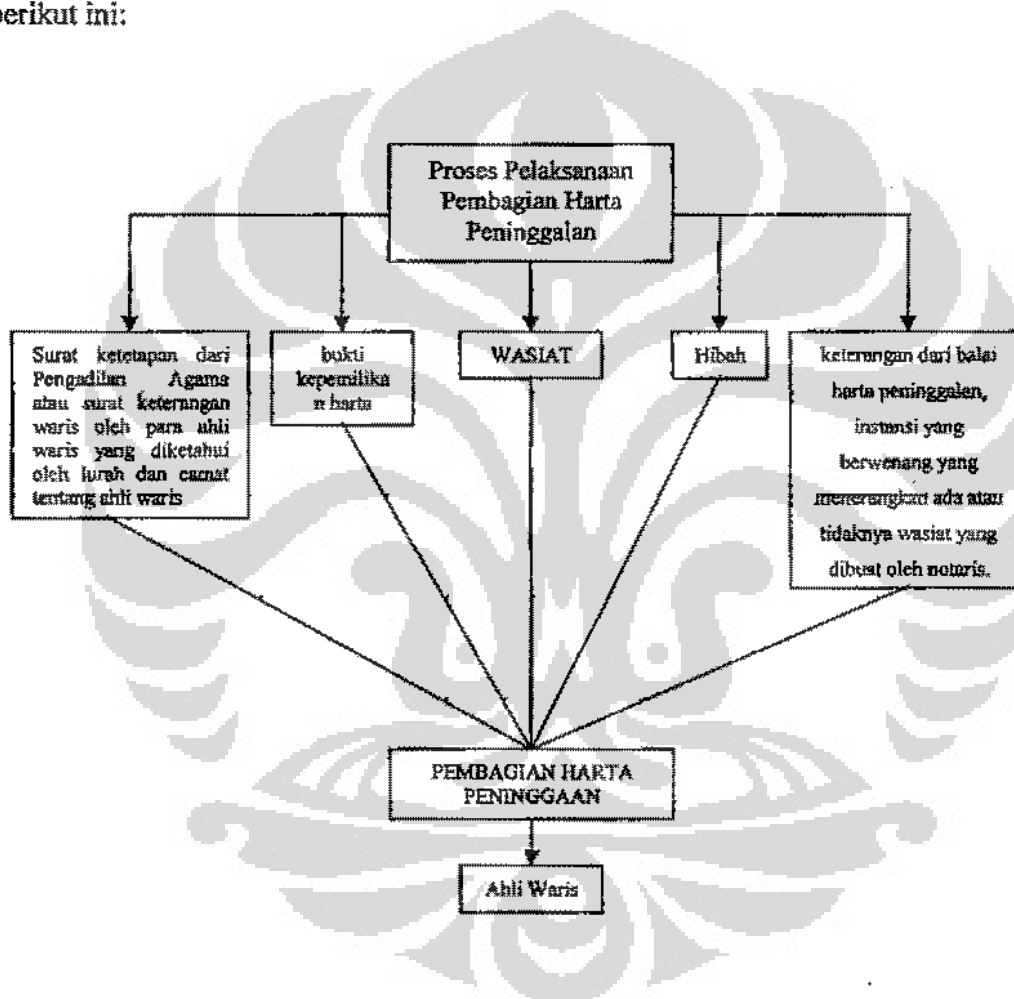 berikut ini:
Proses Pelaksanaan
Pembagian Harta
Peninggalan
Surat ketetapan dari
Pengadilan Agama
atau surat keterangan
waris oleh para ahli
waris yang diketahui
oleh lurah dan camat
tentang ahli waris
bukti
kepemilika
n harta
WASIAT
Hibah
keterangan dari balai
harta peninggalan,
instansi yang
berwenang yang
menerangkan ada atau
tidaknya wasiat yang
dibuat oleh notaris.
PEMBAGIAN HARTA
PENINGGAAN
Ahli Waris